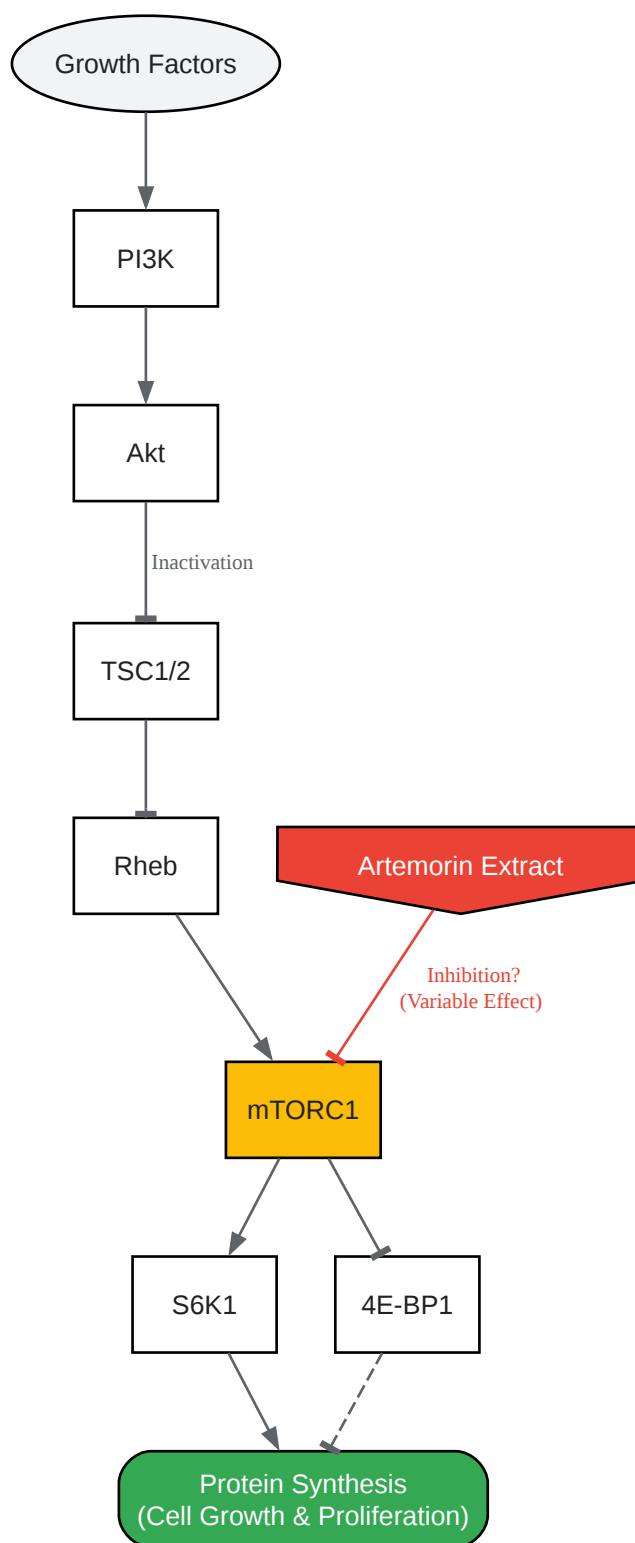 Growth Factors
PI3K
Akt
Inactivation
TSC1/2
Rheb
Artemorin Extract
Inhibition?
(Variable Effect)
mTORC1
S6K1
4E-BP1
Protein Synthesis
(Cell Growth & Proliferation)